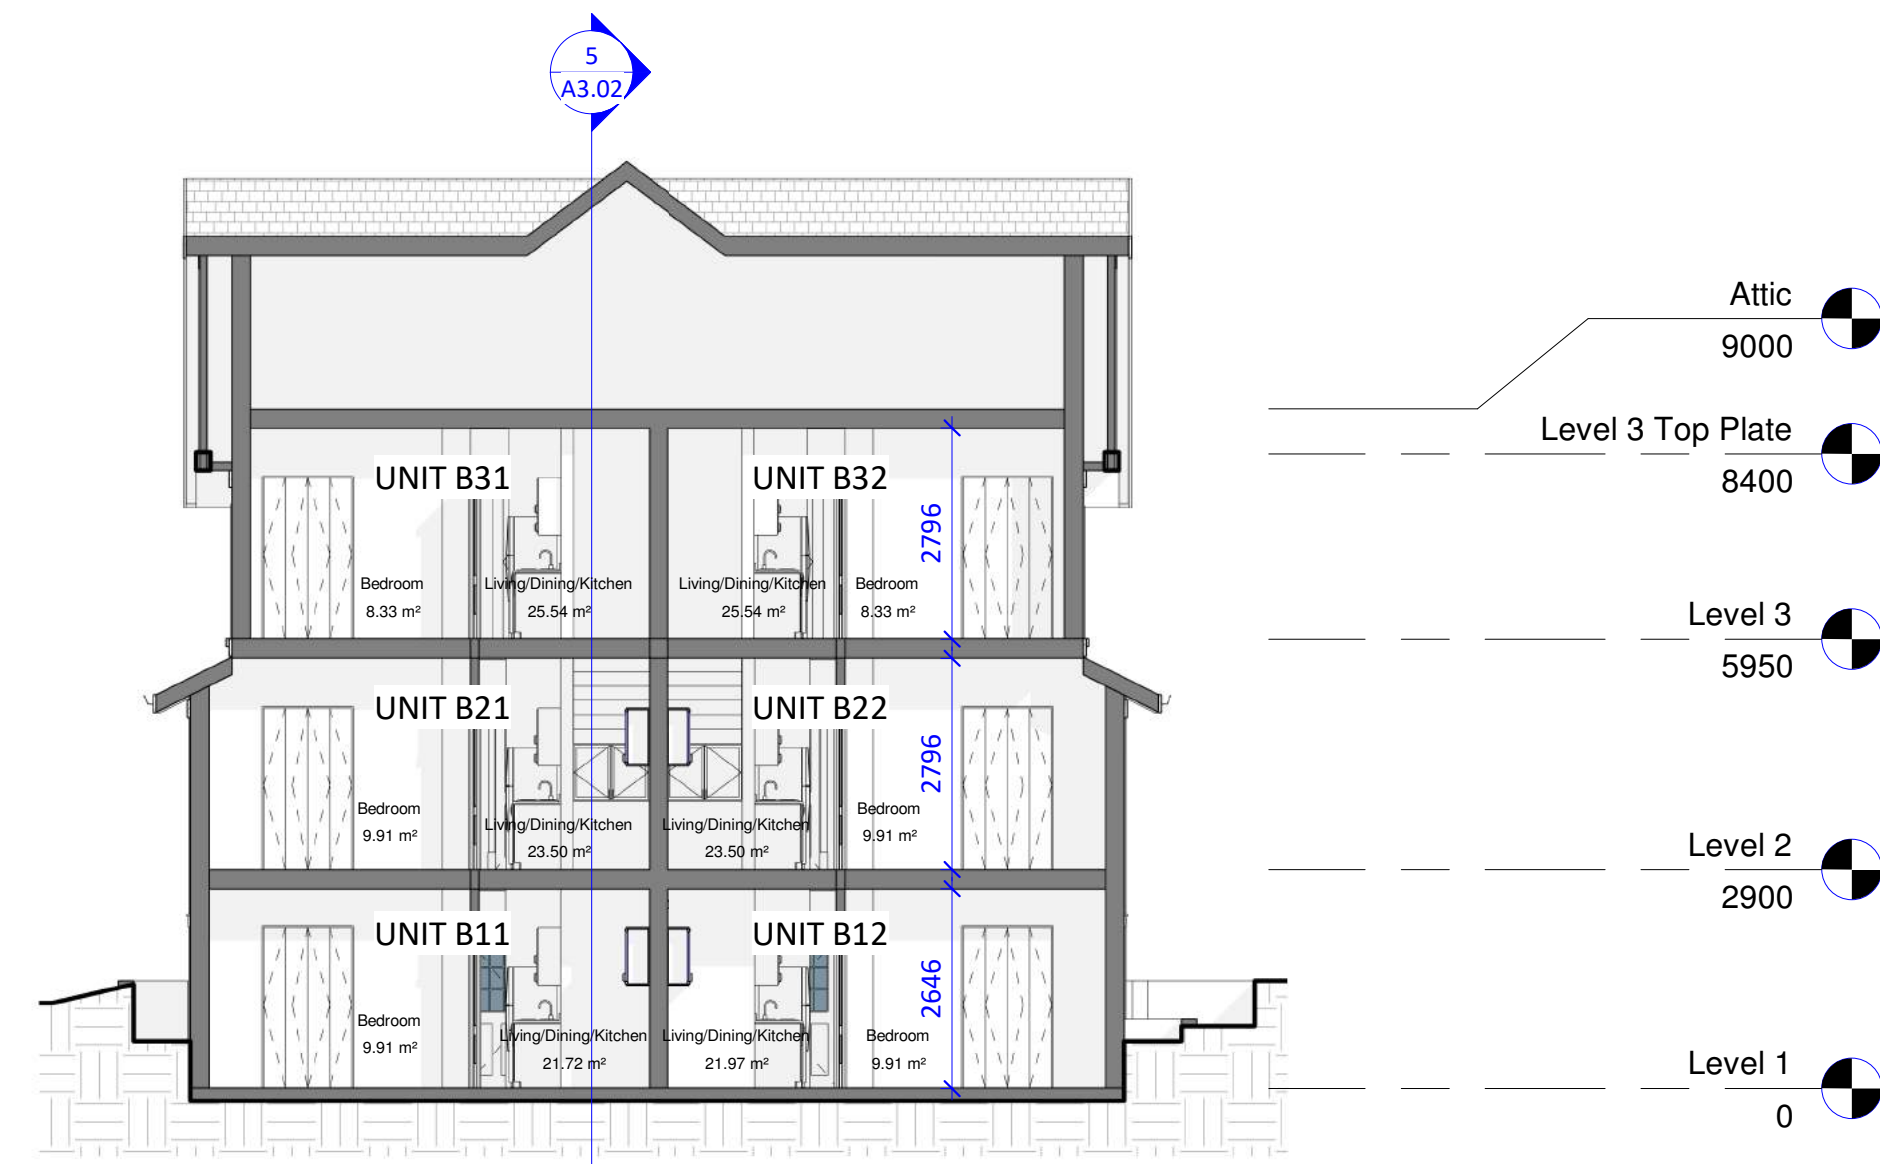 5
A3.02
Attic
9000
Level 3 Top Plate
8400
UNIT B31
UNIT B32
2796
Bedroom
8.33 m²
Living/Dining/Kitchen
25.54 m²
Living/Dining/Kitchen
25.54 m²
Bedroom
8.33 m²
Level 3
5950
UNIT B21
UNIT B22
2796
Bedroom
9.91 m²
Living/Dining/Kitchen
23.50 m²
Living/Dining/Kitchen
23.50 m²
Bedroom
9.91 m²
Level 2
2900
UNIT B11
UNIT B12
2646
Bedroom
9.91 m²
Living/Dining/Kitchen
21.72 m²
Living/Dining/Kitchen
21.97 m²
Bedroom
9.91 m²
Level 1
0